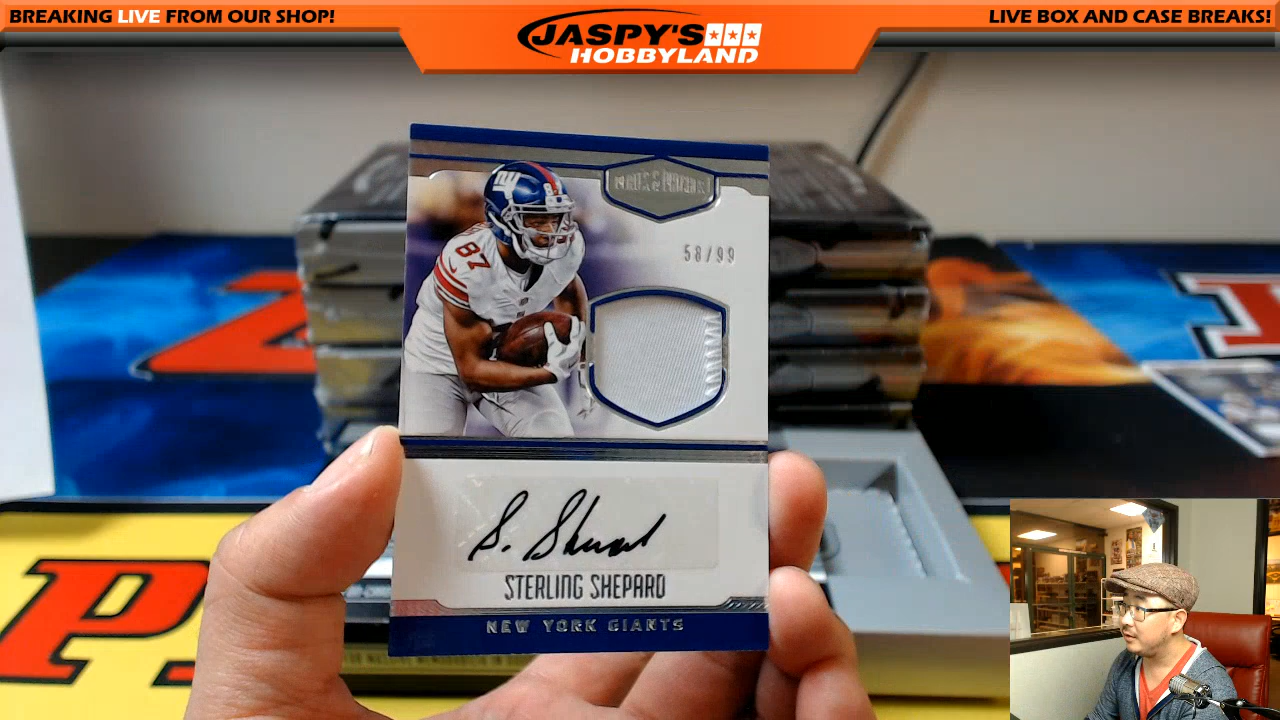 BREAKING LIVE FROM OUR SHOP!
JASPY'S
HOBBYLAND
LIVE BOX AND CASE BREAKS!
NY
87
58/99
S. Shepard
STERLING SHEPARD
NEW YORK GIANTS
P